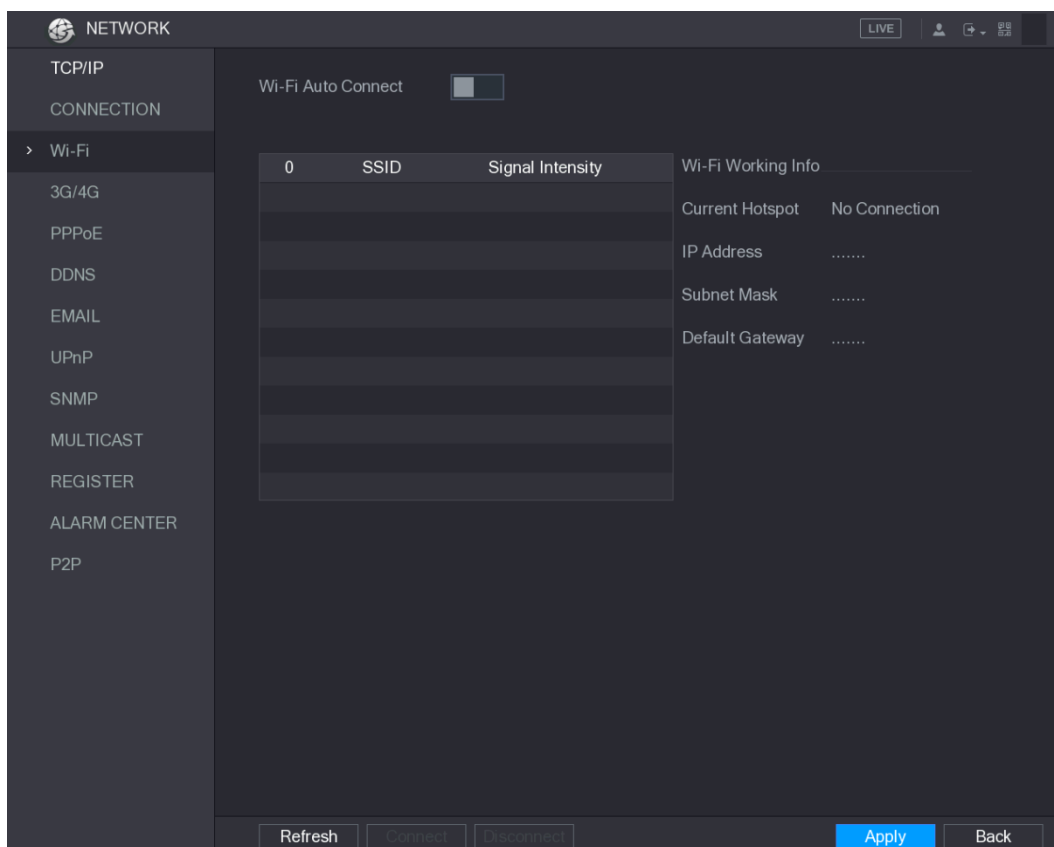 NETWORK
LIVE
TCP/IP
CONNECTION
Wi-Fi
3G/4G
PPPoE
DDNS
EMAIL
UPnP
SNMP
MULTICAST
REGISTER
ALARM CENTER
P2P
Wi-Fi Auto Connect
0 SSID Signal Intensity
Wi-Fi Working Info
Current Hotspot No Connection
IP Address .......
Subnet Mask .......
Default Gateway .......
Refresh Connect Disconnect Apply Back